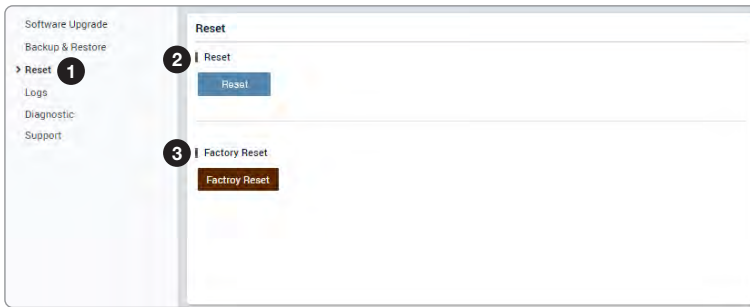 Software Upgrade
Backup & Restore
> Reset 1
Logs
Diagnostic
Support
Reset
2 Reset
Reset
3 Factory Reset
Factroy Reset